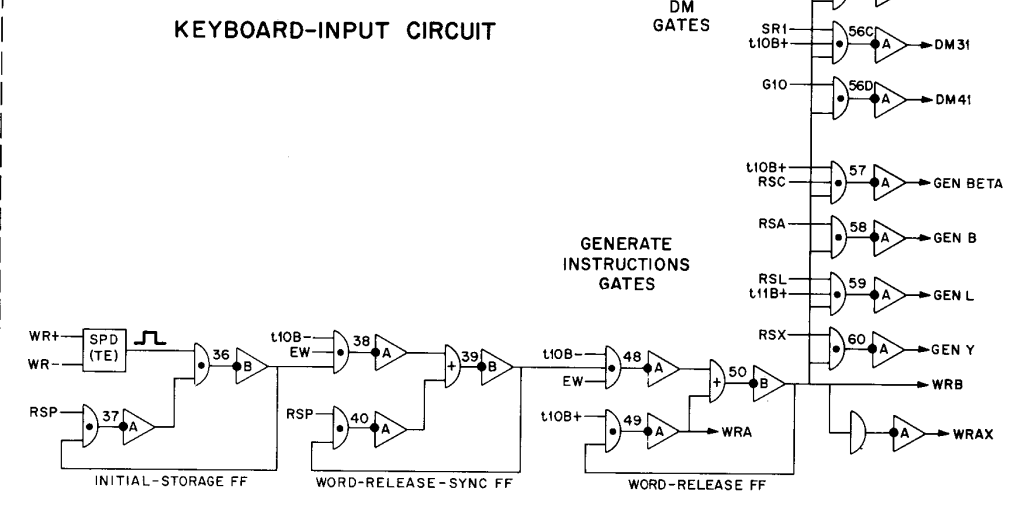 KEYBOARD-INPUT CIRCUIT
DM
GATES
SR1
t10B+
56C
A
DM31
G10
56D
A
DM41
t10B+
RSC
57
A
GEN BETA
RSA
58
A
GEN B
GENERATE
INSTRUCTIONS
GATES
RSL
t11B+
59
A
GEN L
RSX
60
A
GEN Y
WR+
WR-
SPD
(TE)
36
B
RSP
37
A
INITIAL-STORAGE FF
t10B-
EW
38
A
+
39
B
RSP
40
A
WORD-RELEASE-SYNC FF
t10B-
EW
48
A
+
50
B
t10B+
49
A
WRA
WORD-RELEASE FF
WRB
A
WRAX